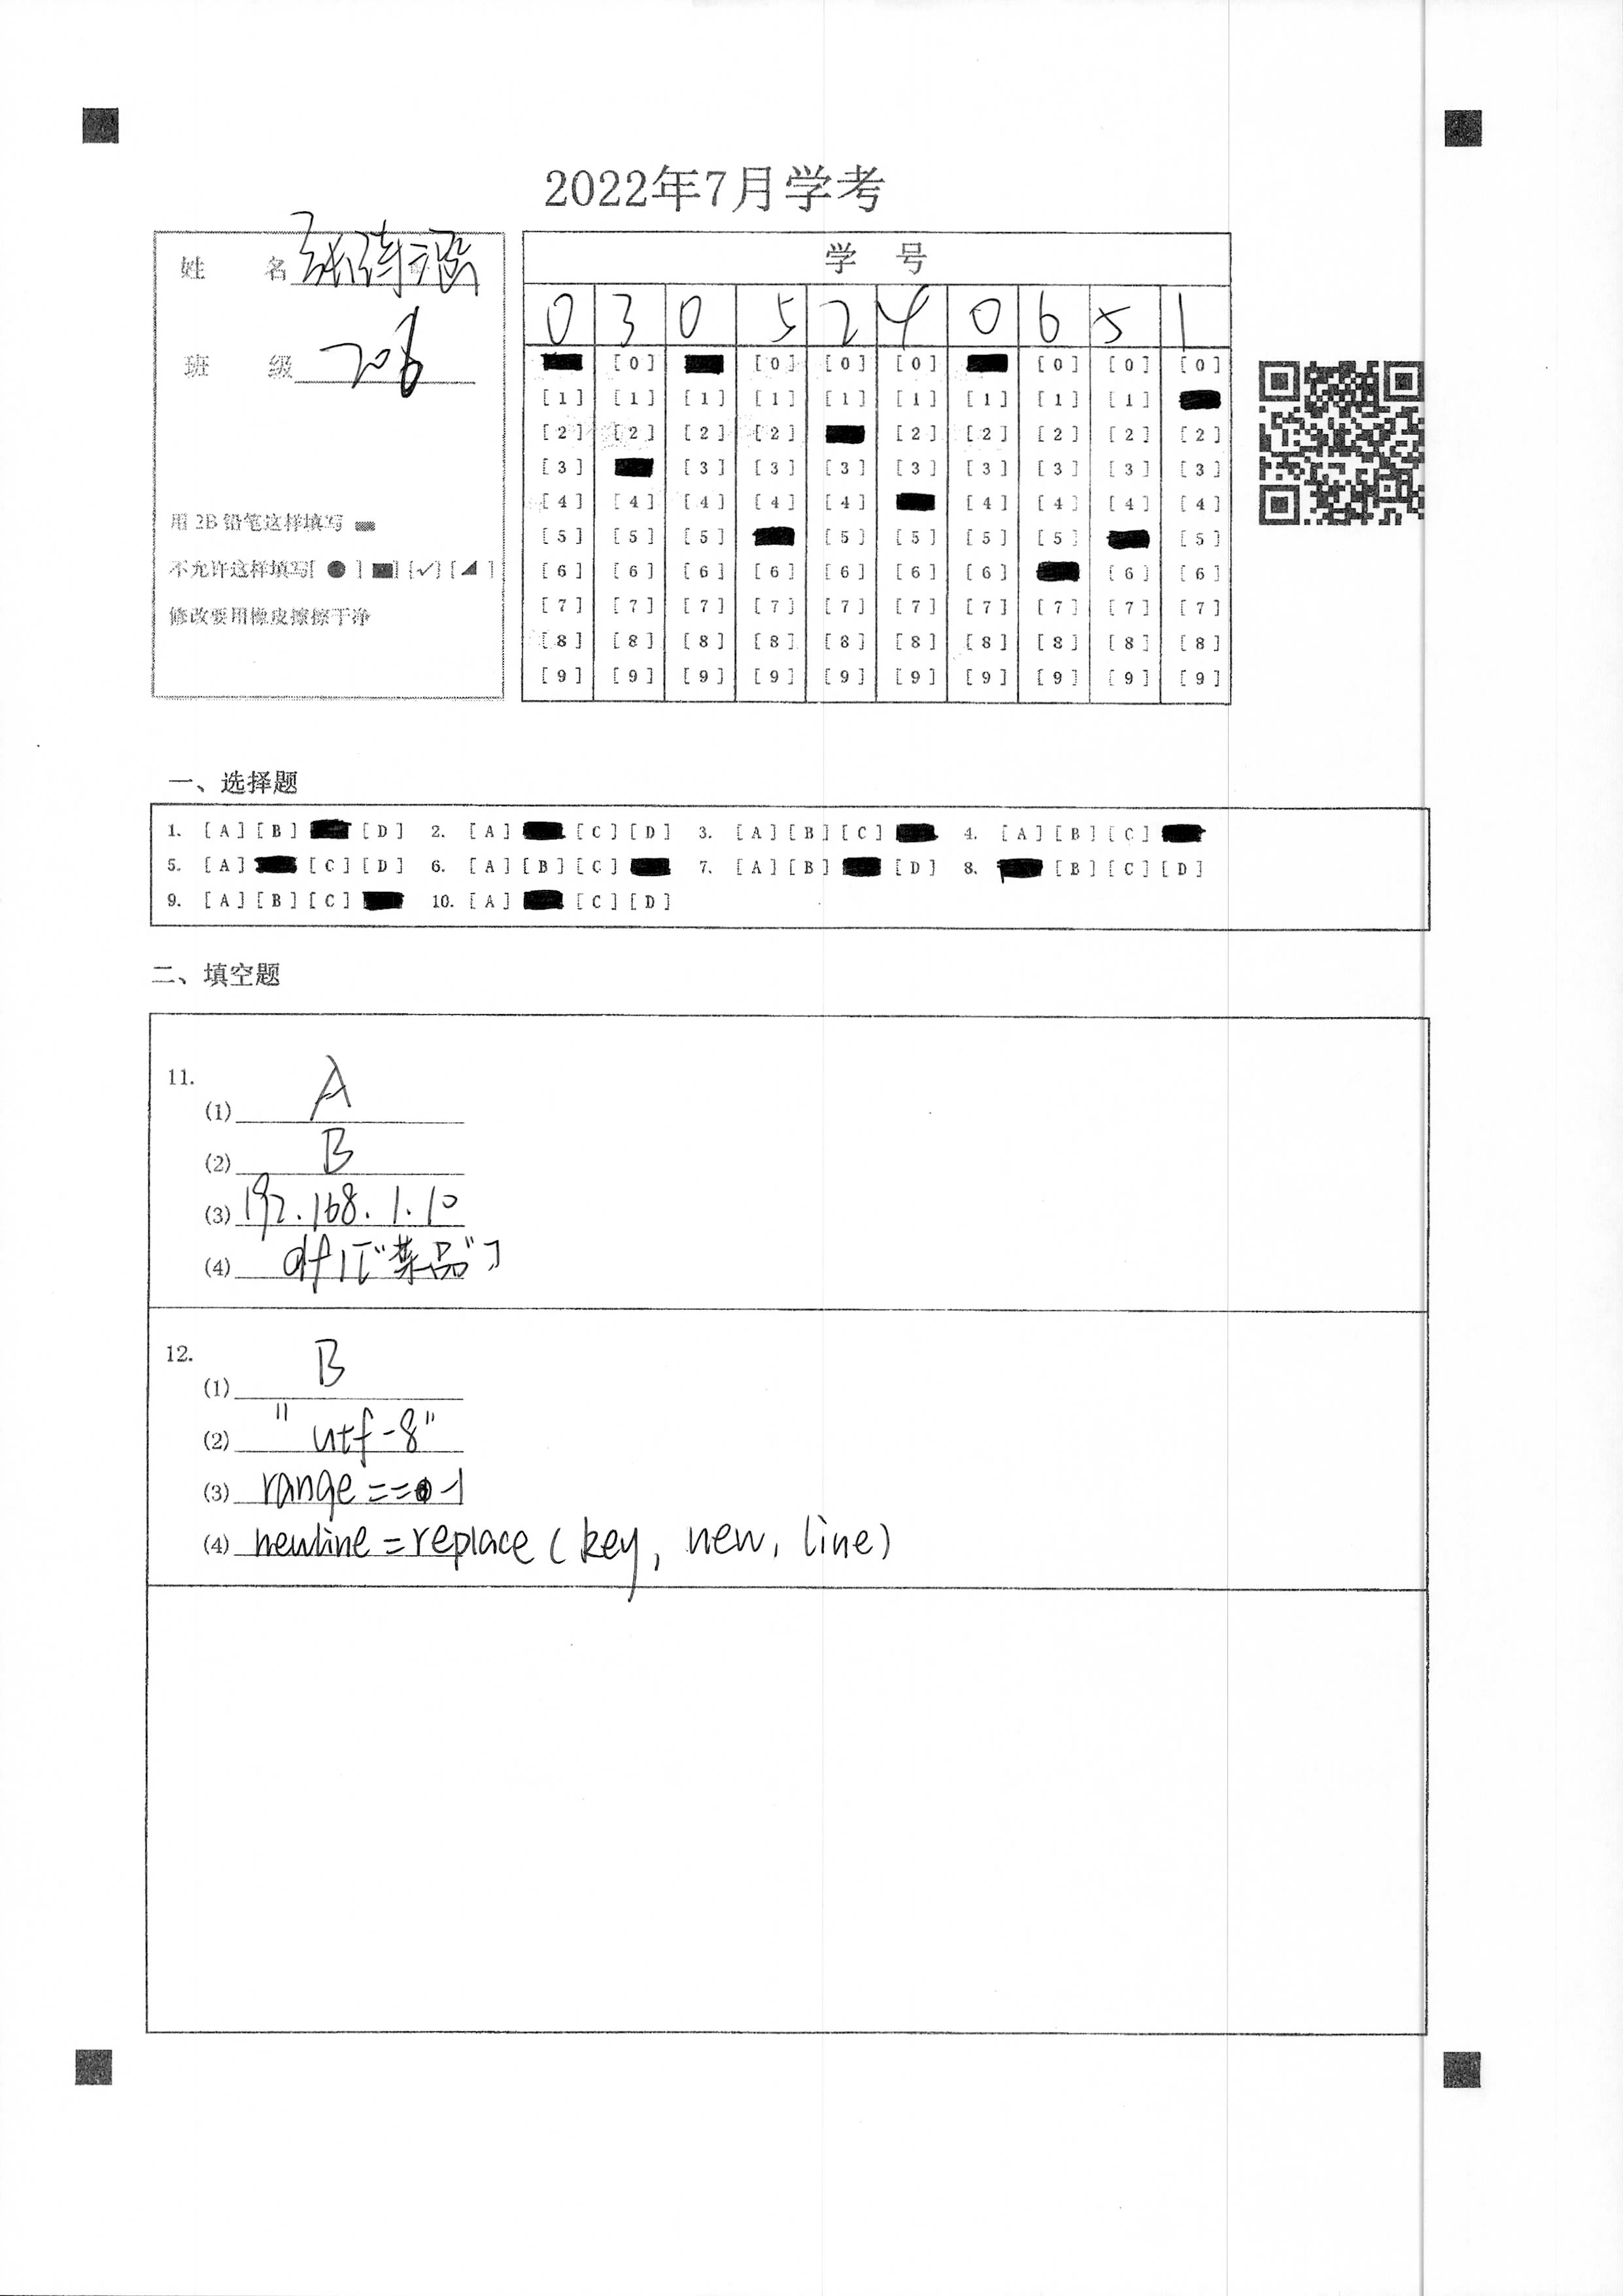 2022年7月学考
姓 名 张
班 级 206
用2B铅笔这样填写
不允许这样填写[ ● ] ■] [✓] [◢ ]
修改要用橡皮擦擦干净
学 号
0 3 0 5 2 4 0 6 5 1
[0] [0] [0] [0] [0] [0] [0]
[1] [1] [1] [1] [1] [1] [1] [1] [1]
[2] [2] [2] [2] [2] [2] [2] [2] [2]
[3] [3] [3] [3] [3] [3] [3] [3] [3]
[4] [4] [4] [4] [4] [4] [4] [4] [4]
[5] [5] [5] [5] [5] [5] [5] [5]
[6] [6] [6] [6] [6] [6] [6] [6] [6]
[7] [7] [7] [7] [7] [7] [7] [7] [7] [7]
[8] [8] [8] [8] [8] [8] [8] [8] [8] [8]
[9] [9] [9] [9] [9] [9] [9] [9] [9] [9]
一、选择题
1. [A] [B] [D] 2. [A] [C] [D] 3. [A] [B] [C] 4. [A] [B] [C]
5. [A] [C] [D] 6. [A] [B] [C] 7. [A] [B] [D] 8. [B] [C] [D]
9. [A] [B] [C] 10. [A] [C] [D]
二、填空题
11.
(1) A
(2) B
(3) 192.168.1.10
(4) df1["菜品"]
12.
(1) B
(2) "utf-8"
(3) range==-1
(4) newline=replace(key, new, line)